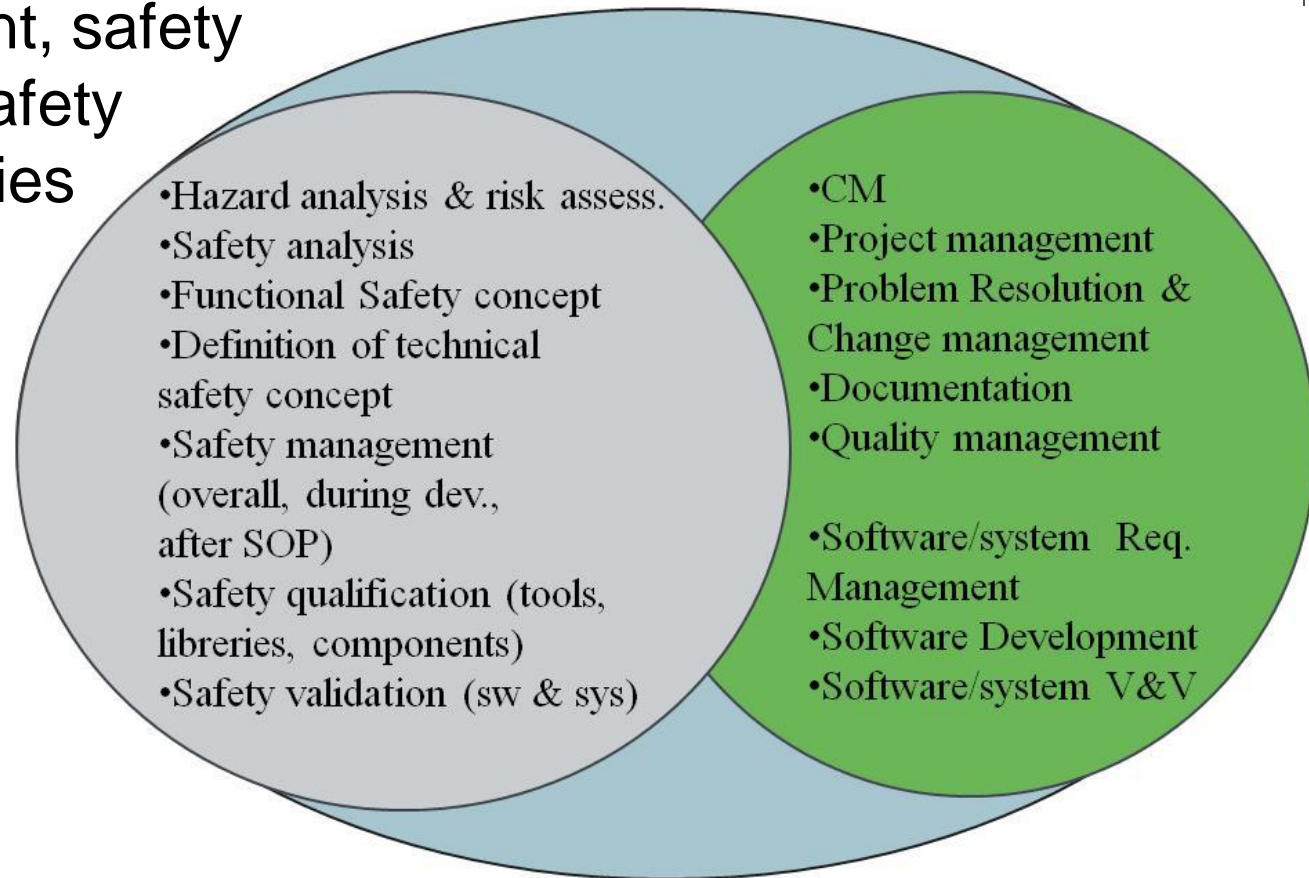 nt, safety
afety
ies
•Hazard analysis & risk assess.
•Safety analysis
•Functional Safety concept
•Definition of technical
safety concept
•Safety management
(overall, during dev.,
after SOP)
•Safety qualification (tools,
libreries, components)
•Safety validation (sw & sys)
•CM
•Project management
•Problem Resolution &
Change management
•Documentation
•Quality management
•Software/system Req.
Management
•Software Development
•Software/system V&V